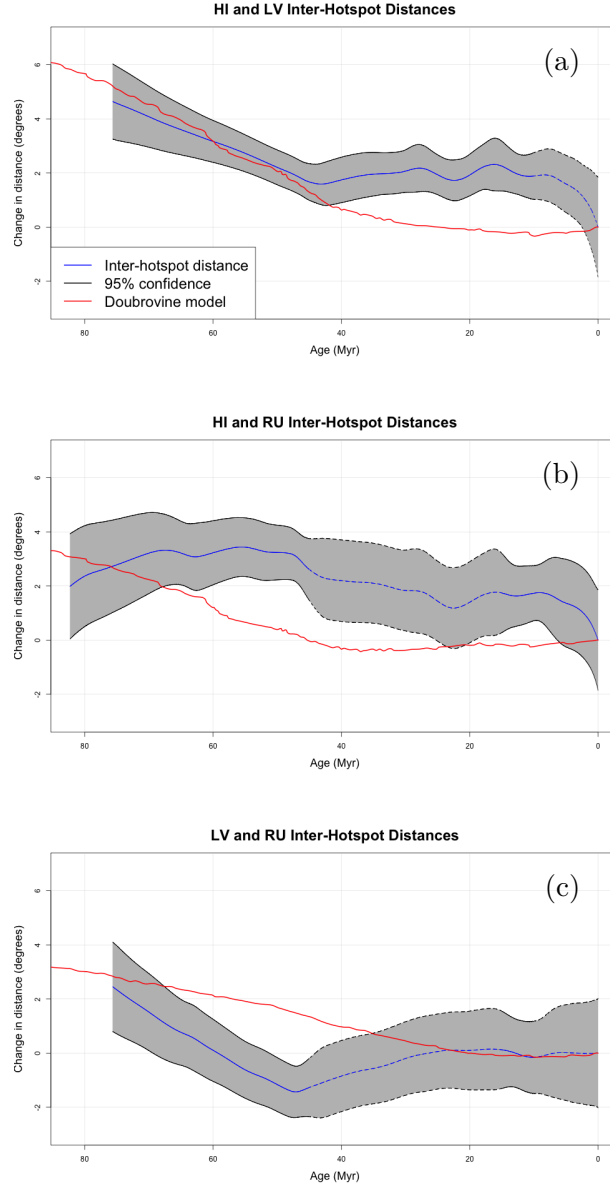 HI and LV Inter-Hotspot Distances
(a)
Change in distance (degrees)
6
4
2
0
-2
Inter-hotspot distance
95% confidence
Doubrovine model
80
60
40
20
0
Age (Myr)
HI and RU Inter-Hotspot Distances
(b)
Change in distance (degrees)
6
4
2
0
-2
80
60
40
20
0
Age (Myr)
LV and RU Inter-Hotspot Distances
(c)
Change in distance (degrees)
6
4
2
0
-2
80
60
40
20
0
Age (Myr)